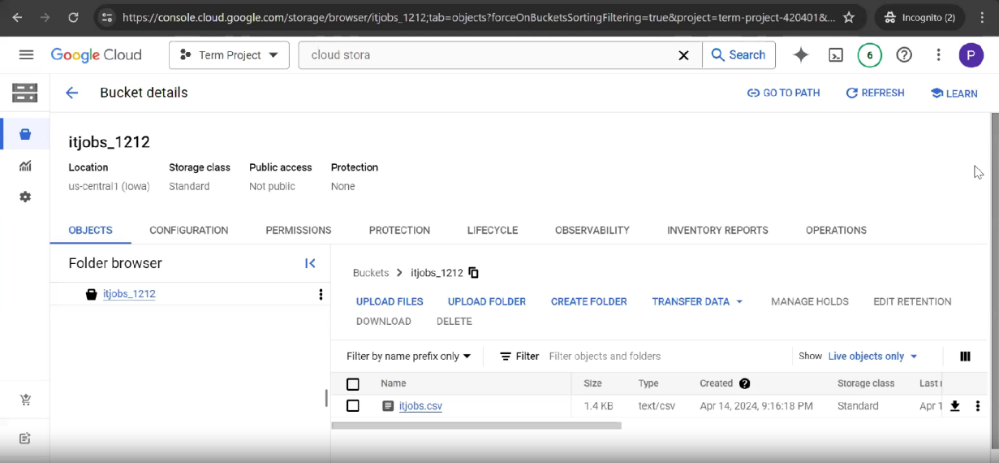 https://console.cloud.google.com/storage/browser/itjobs_1212;tab=objects?forceOnBucketsSortingFiltering=true&project=term-project-420401&... Incognito (2)
Google Cloud Term Project cloud stora Search 6 P
Bucket details GO TO PATH REFRESH LEARN
itjobs_1212
Location Storage class Public access Protection
us-central1 (Iowa) Standard Not public None
OBJECTS CONFIGURATION PERMISSIONS PROTECTION LIFECYCLE OBSERVABILITY INVENTORY REPORTS OPERATIONS
Folder browser
itjobs_1212
Buckets > itjobs_1212
UPLOAD FILES UPLOAD FOLDER CREATE FOLDER TRANSFER DATA MANAGE HOLDS EDIT RETENTION
DOWNLOAD DELETE
Filter by name prefix only Filter Filter objects and folders Show Live objects only
Name Size Type Created Storage class Last
itjobs.csv 1.4 KB text/csv Apr 14, 2024, 9:16:18 PM Standard Apr 1